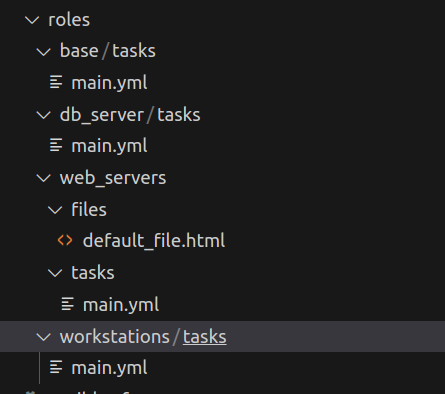 roles
base/tasks
main.yml
db_server/tasks
main.yml
web_servers
files
default_file.html
tasks
main.yml
workstations/tasks
main.yml